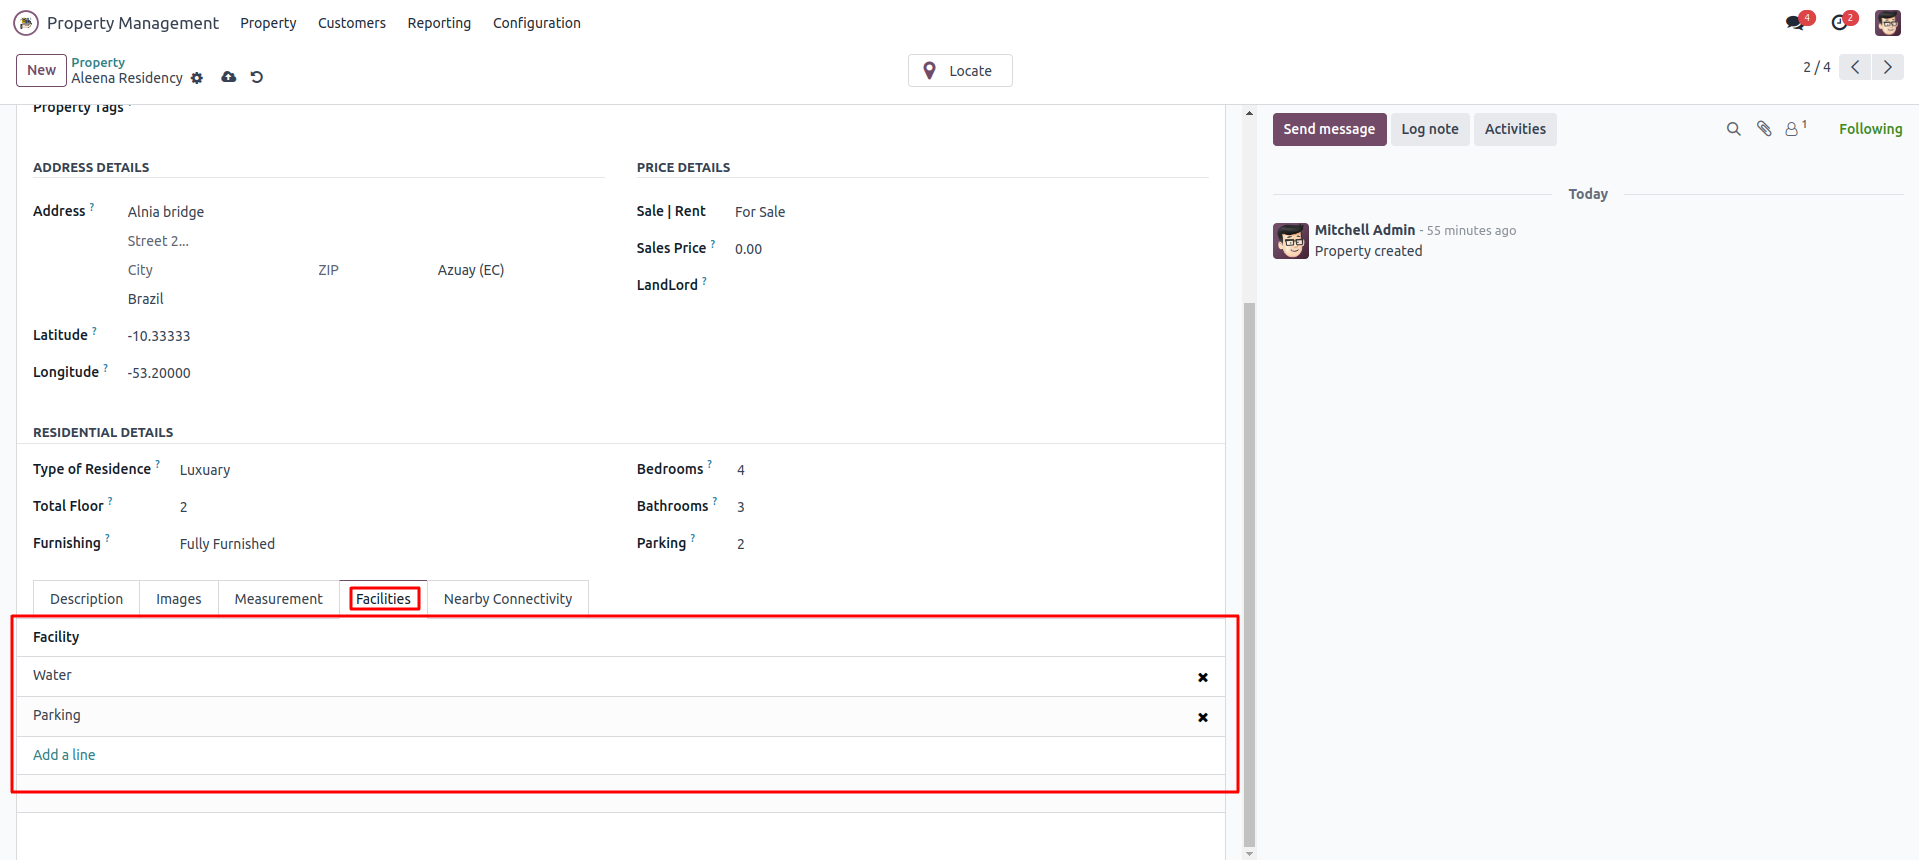 Property Management Property Customers Reporting Configuration 4 2
New Property
Aleena Residency
Locate
2 / 4
Property Tags ?
Send message Log note Activities 1 Following
ADDRESS DETAILS
PRICE DETAILS
Address ? Alnia bridge
Street 2...
City ZIP Azuay (EC)
Brazil
Latitude ? -10.33333
Longitude ? -53.20000
Sale | Rent For Sale
Sales Price ? 0.00
LandLord ?
Today
Mitchell Admin - 55 minutes ago
Property created
RESIDENTIAL DETAILS
Type of Residence ? Luxuary
Total Floor ? 2
Furnishing ? Fully Furnished
Bedrooms ? 4
Bathrooms ? 3
Parking ? 2
Description Images Measurement Facilities Nearby Connectivity
Facility
Water
Parking
Add a line